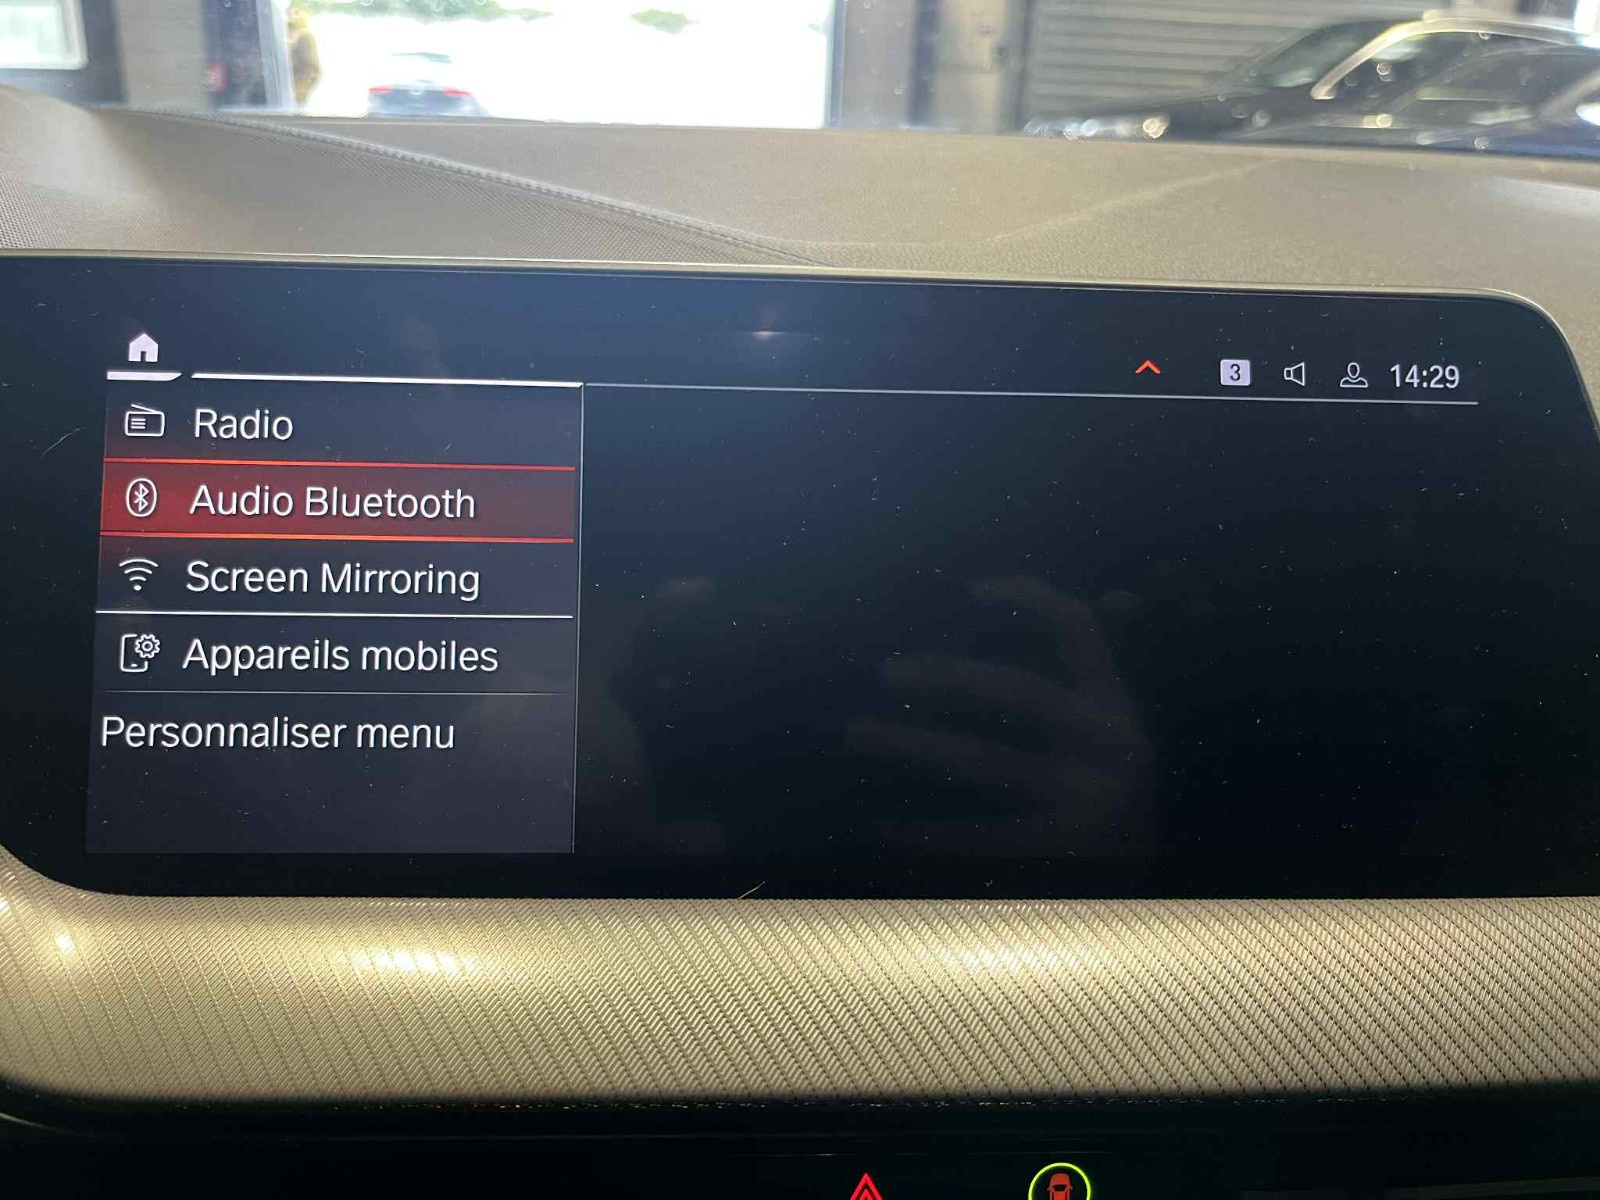 3 14:29
Radio
Audio Bluetooth
Screen Mirroring
Appareils mobiles
Personnaliser menu